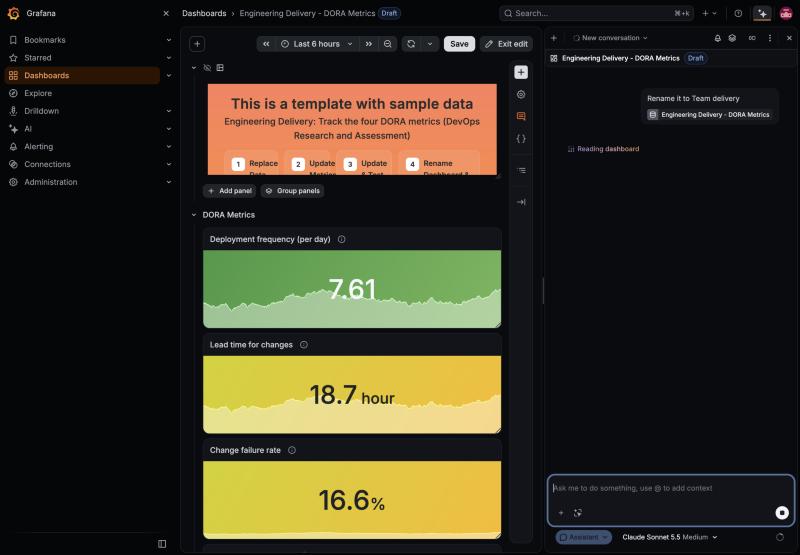 Grafana
Bookmarks
Starred
Dashboards
Explore
Drilldown
AI
Alerting
Connections
Administration
Dashboards › Engineering Delivery - DORA Metrics Draft
Search... ⌘+k
Last 6 hours
Save
Exit edit
This is a template with sample data
Engineering Delivery: Track the four DORA metrics (DevOps
Research and Assessment)
1 Replace
2 Update
3 Update
4 Rename
Add panel
Group panels
DORA Metrics
Deployment frequency (per day)
7.61
Lead time for changes
18.7 hour
Change failure rate
16.6%
New conversation
Engineering Delivery - DORA Metrics Draft
Rename it to Team delivery
Engineering Delivery - DORA Metrics
Reading dashboard
Ask me to do something, use @ to add context
Assistant
Claude Sonnet 5.5 Medium